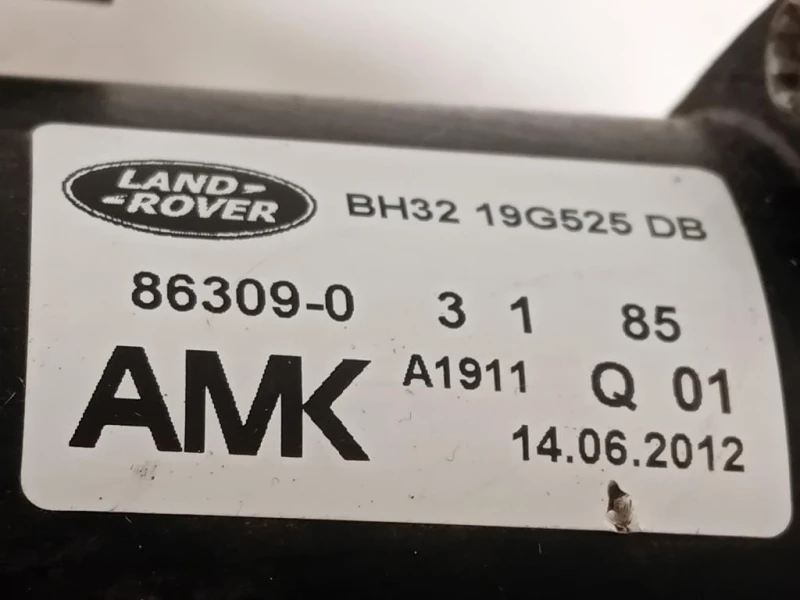 LAND
ROVER
BH32 19G525 DB
86309-0 3 1 85
AMK A1911 Q 01
14.06.2012